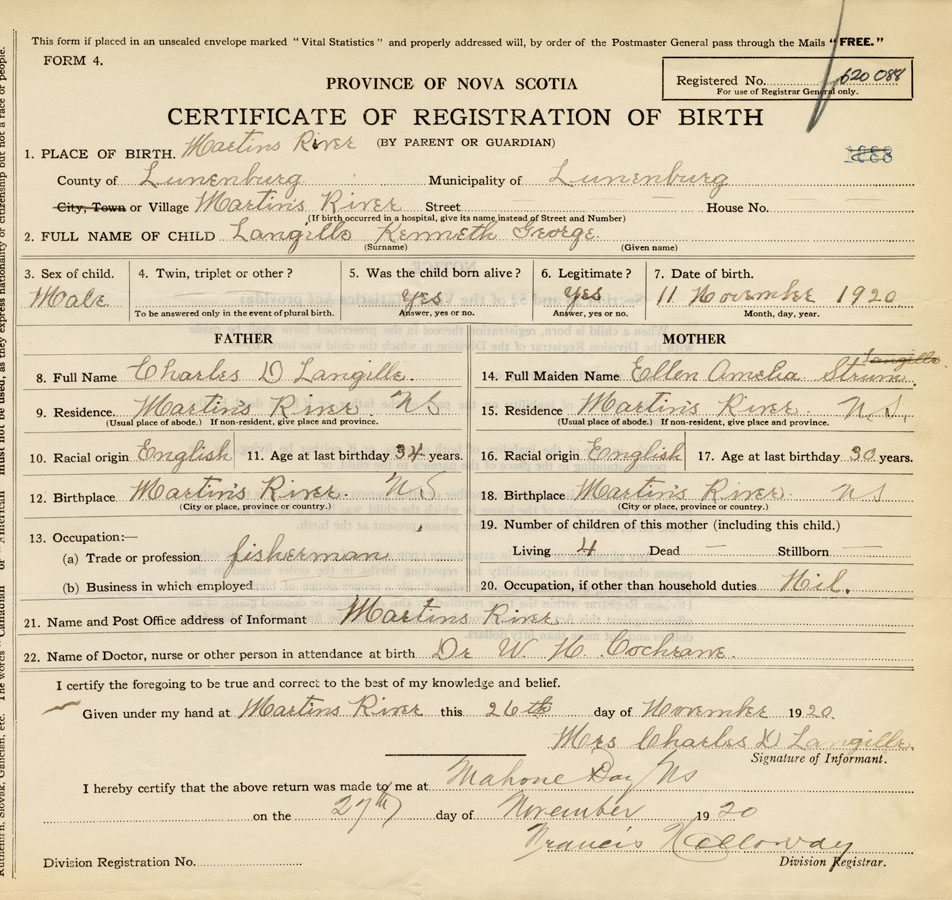 This form if placed in an unsealed envelope marked "Vital Statistics" and properly addressed will, by order of the Postmaster General pass through the Mails "FREE."
FORM 4.
Registered No. 620 088
For use of Registrar General only.
PROVINCE OF NOVA SCOTIA
CERTIFICATE OF REGISTRATION OF BIRTH
(BY PARENT OR GUARDIAN)
1. PLACE OF BIRTH. Martins River
County of Lunenburg Municipality of Lunenburg
City, Town or Village Martin's River Street House No.
(If birth occurred in a hospital, give its name instead of Street and Number)
2. FULL NAME OF CHILD Langille Kenneth George.
(Surname) (Given name)
3. Sex of child. 4. Twin, triplet or other? 5. Was the child born alive? 6. Legitimate? 7. Date of birth.
Male Yes Yes 11 November 1920
To be answered only in the event of plural birth. Answer, yes or no. Answer, yes or no. Month, day, year.
FATHER
8. Full Name Charles D Langille.
9. Residence. Martin's River. NS
(Usual place of abode.) If non-resident, give place and province.
10. Racial origin English 11. Age at last birthday 34 years.
12. Birthplace Martin's River. NS
(City or place, province or country.)
13. Occupation:—
(a) Trade or profession fisherman
(b) Business in which employed
MOTHER
Langille
14. Full Maiden Name Ellen Amelia Strum.
15. Residence Martin's River. NS.
(Usual place of abode.) If non-resident, give place and province.
16. Racial origin English 17. Age at last birthday 30 years.
18. Birthplace Martin's River. NS
(City or place, province or country.)
19. Number of children of this mother (including this child.)
Living 4 Dead — Stillborn —
20. Occupation, if other than household duties Nil.
21. Name and Post Office address of Informant Martins River.
22. Name of Doctor, nurse or other person in attendance at birth Dr W. H. Cochrane.
I certify the foregoing to be true and correct to the best of my knowledge and belief.
Given under my hand at Martins River this 26th day of November 1920.
Mrs Charles D Langille.
Signature of Informant.
I hereby certify that the above return was made to me at Mahone Bay Ns
on the 27th day of November 1920
Francis Holloway
Division Registration No. Division Registrar.